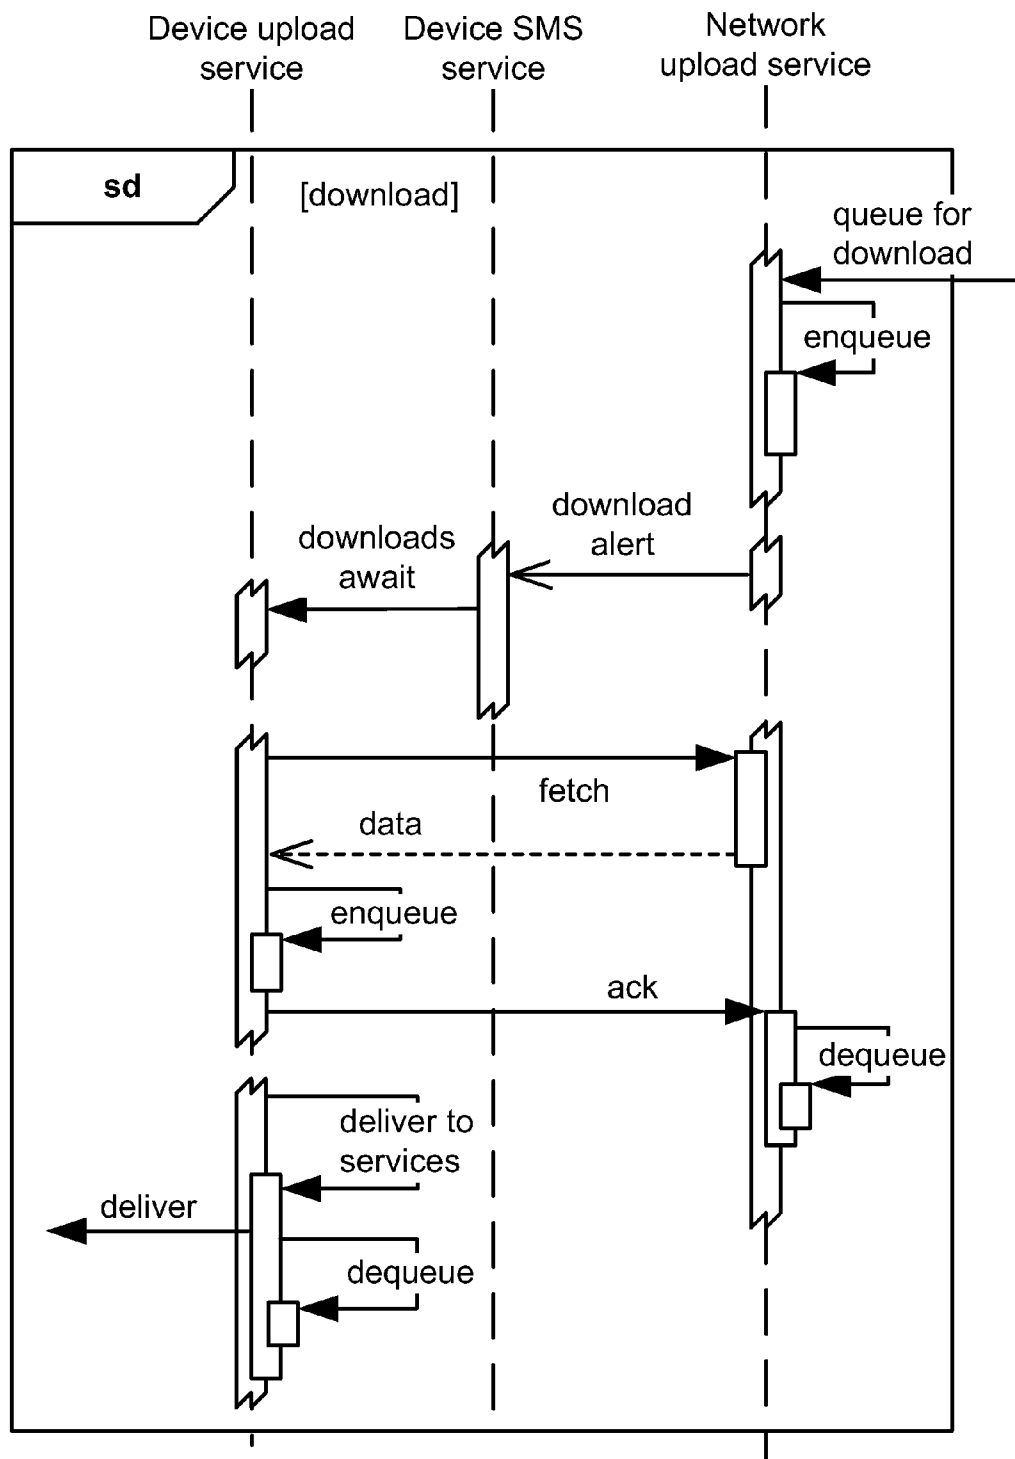 Device upload
service
Device SMS
service
Network
upload service
sd
[download]
queue for
download
enqueue
download
alert
downloads
await
fetch
data
enqueue
ack
dequeue
deliver to
services
deliver
dequeue